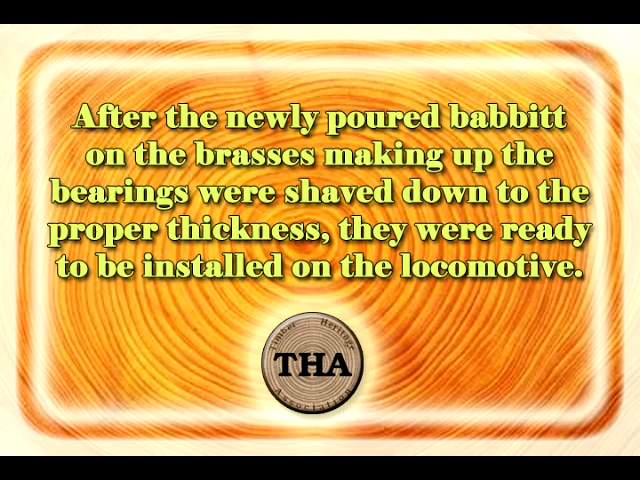 After the newly poured babbitt
on the brasses making up the
bearings were shaved down to the
proper thickness, they were ready
to be installed on the locomotive.
Timber Heritage
THA
Association